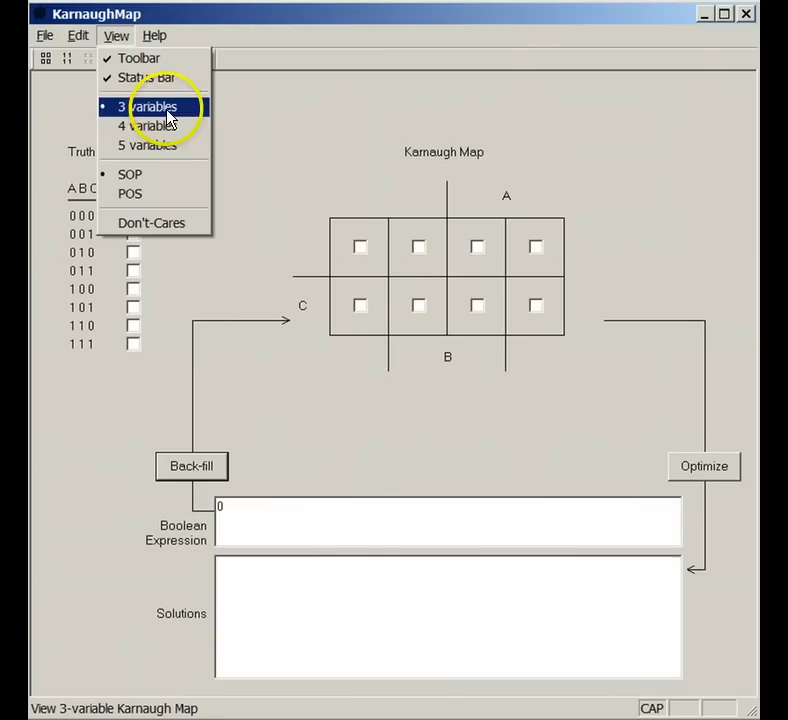 KarnaughMap
File Edit View Help
Toolbar
Status Bar
3 variables
4 variables
5 variables
SOP
POS
Don't-Cares
Truth
Karnaugh Map
A B C
A
0 0 0
0 0 1
0 1 0
0 1 1
1 0 0
1 0 1
1 1 0
1 1 1
C
B
Back-fill
Optimize
0
Boolean
Expression
Solutions
View 3-variable Karnaugh Map
CAP